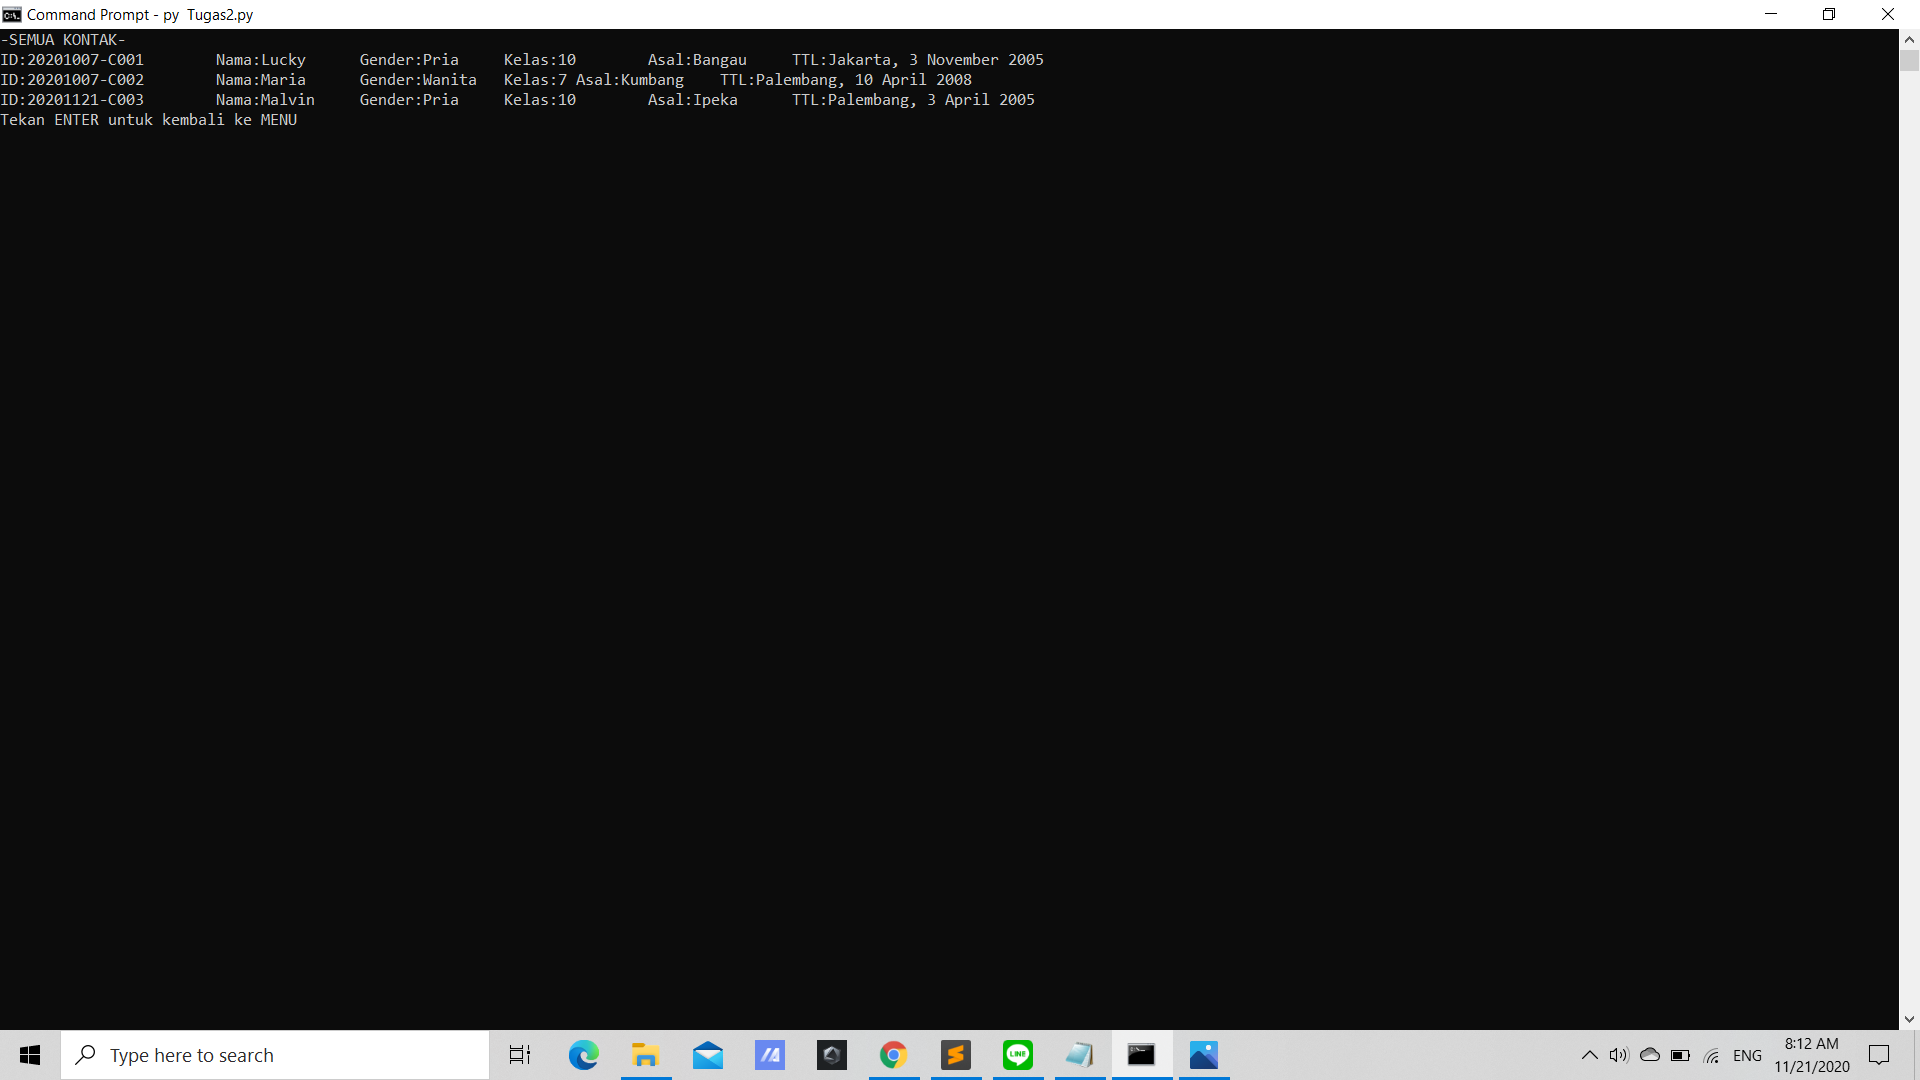 Command Prompt - py  Tugas2.py
-SEMUA KONTAK-
ID:20201007-C001 Nama:Lucky Gender:Pria Kelas:10 Asal:Bangau TTL:Jakarta, 3 November 2005
ID:20201007-C002 Nama:Maria Gender:Wanita Kelas:7 Asal:Kumbang TTL:Palembang, 10 April 2008
ID:20201121-C003 Nama:Malvin Gender:Pria Kelas:10 Asal:Ipeka TTL:Palembang, 3 April 2005
Tekan ENTER untuk kembali ke MENU
Type here to search
LINE
ENG
8:12 AM
11/21/2020